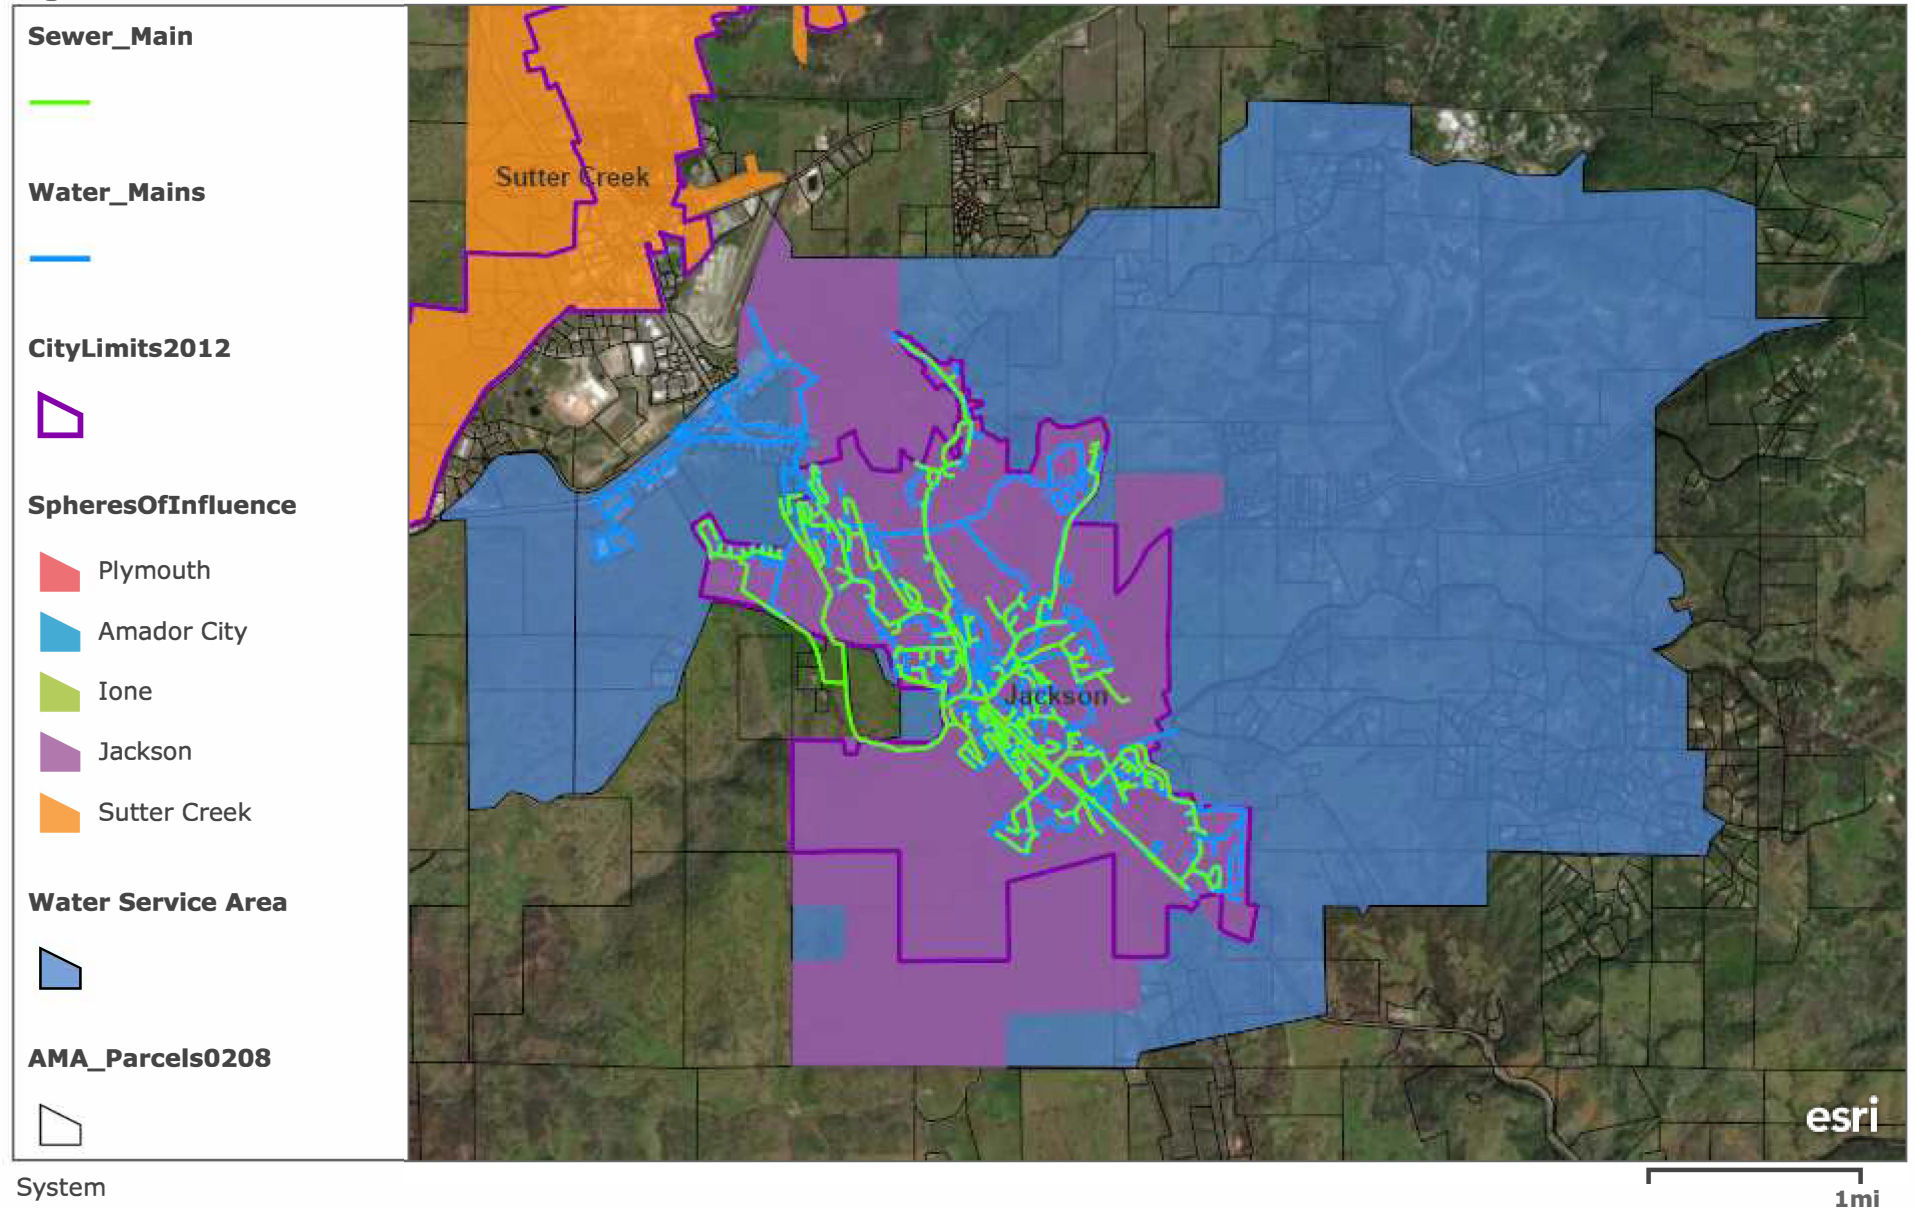 Sewer_Main
Water_Mains
CityLimits2012
SpheresOfInfluence
Plymouth
Amador City
Ione
Jackson
Sutter Creek
Water Service Area
AMA_Parcels0208
System
Sutter Creek
Jackson
esri
1mi